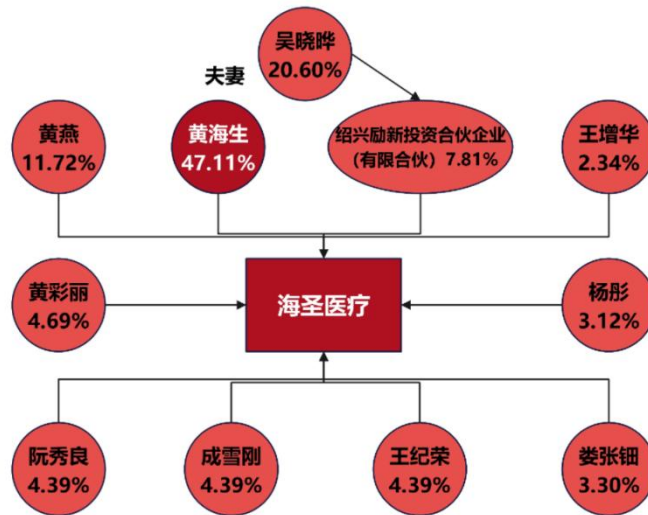 吴晓晔
20.60%
夫妻
黄燕
11.72%
黄海生
47.11%
绍兴励新投资合伙企业
（有限合伙）7.81%
王增华
2.34%
黄彩丽
4.69%
海圣医疗
杨彤
3.12%
阮秀良
4.39%
成雪刚
4.39%
王纪荣
4.39%
娄张钿
3.30%